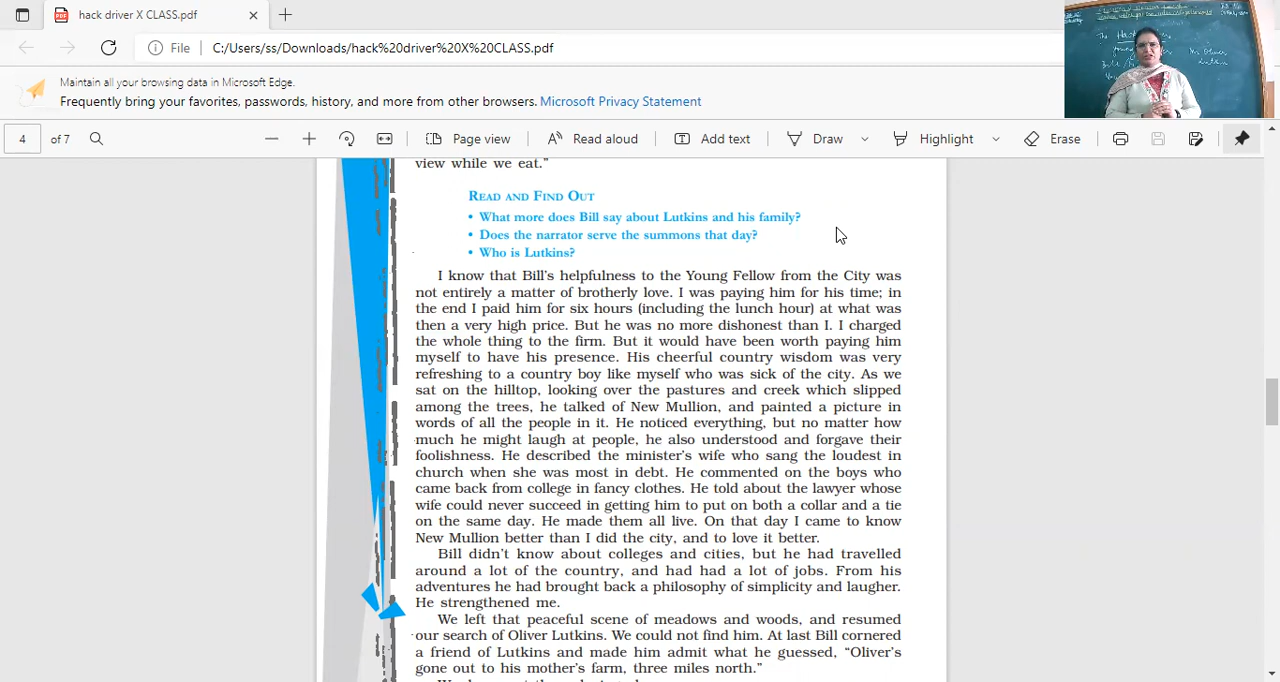 hack driver X CLASS.pdf
File C:/Users/ss/Downloads/hack%20driver%20X%20CLASS.pdf
Maintain all your browsing data in Microsoft Edge.
Frequently bring your favorites, passwords, history, and more from other browsers. Microsoft Privacy Statement
4 of 7 Page view Read aloud Add text Draw Highlight Erase
view while we eat."
READ AND FIND OUT
• What more does Bill say about Lutkins and his family?
• Does the narrator serve the summons that day?
• Who is Lutkins?
I know that Bill's helpfulness to the Young Fellow from the City was
not entirely a matter of brotherly love. I was paying him for his time; in
the end I paid him for six hours (including the lunch hour) at what was
then a very high price. But he was no more dishonest than I. I charged
the whole thing to the firm. But it would have been worth paying him
myself to have his presence. His cheerful country wisdom was very
refreshing to a country boy like myself who was sick of the city. As we
sat on the hilltop, looking over the pastures and creek which slipped
among the trees, he talked of New Mullion, and painted a picture in
words of all the people in it. He noticed everything, but no matter how
much he might laugh at people, he also understood and forgave their
foolishness. He described the minister's wife who sang the loudest in
church when she was most in debt. He commented on the boys who
came back from college in fancy clothes. He told about the lawyer whose
wife could never succeed in getting him to put on both a collar and a tie
on the same day. He made them all live. On that day I came to know
New Mullion better than I did the city, and to love it better.
Bill didn't know about colleges and cities, but he had travelled
around a lot of the country, and had had a lot of jobs. From his
adventures he had brought back a philosophy of simplicity and laugher.
He strengthened me.
We left that peaceful scene of meadows and woods, and resumed
our search of Oliver Lutkins. We could not find him. At last Bill cornered
a friend of Lutkins and made him admit what he guessed, "Oliver's
gone out to his mother's farm, three miles north."